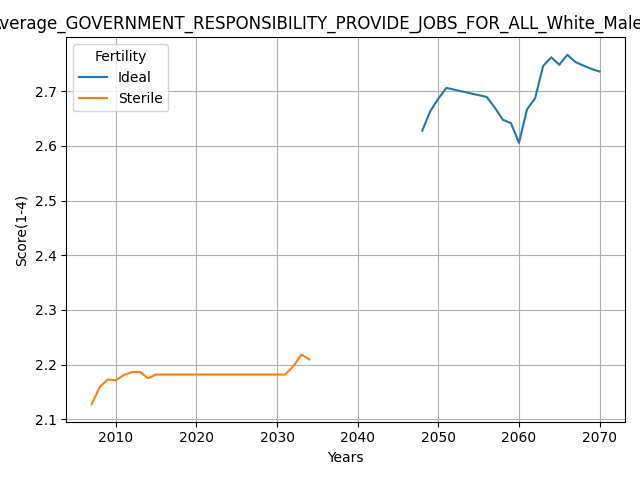 verage_GOVERNMENT_RESPONSIBILITY_PROVIDE_JOBS_FOR_ALL_White_Male
Fertility
Ideal
Sterile
2.7
2.6
2.5
2.4
2.3
2.2
2.1
Score(1-4)
2010 2020 2030 2040 2050 2060 2070
Years